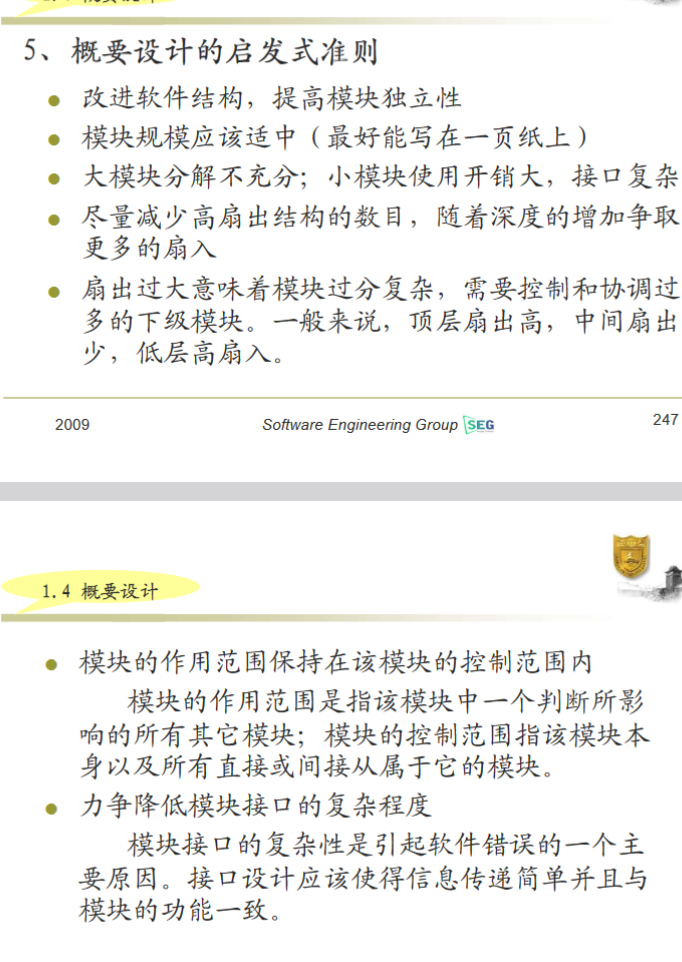 5、概要设计的启发式准则
● 改进软件结构，提高模块独立性
● 模块规模应该适中（最好能写在一页纸上）
● 大模块分解不充分；小模块使用开销大，接口复杂
● 尽量减少高扇出结构的数目，随着深度的增加争取
更多的扇入
● 扇出过大意味着模块过分复杂，需要控制和协调过
多的下级模块。一般来说，顶层扇出高，中间扇出
少，低层高扇入。
2009 Software Engineering Group SEG 247
1.4 概要设计
● 模块的作用范围保持在该模块的控制范围内
模块的作用范围是指该模块中一个判断所影
响的所有其它模块；模块的控制范围指该模块本
身以及所有直接或间接从属于它的模块。
● 力争降低模块接口的复杂程度
模块接口的复杂性是引起软件错误的一个主
要原因。接口设计应该使得信息传递简单并且与
模块的功能一致。